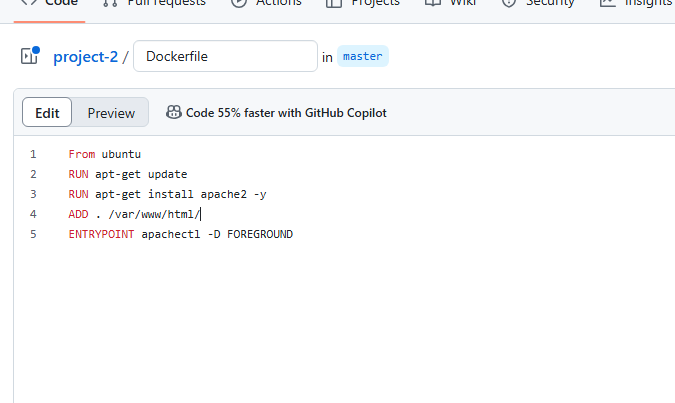 Code Pull requests Actions Projects Wiki Security Insights
project-2 / Dockerfile in master
Edit Preview Code 55% faster with GitHub Copilot
1 From ubuntu
2 RUN apt-get update
3 RUN apt-get install apache2 -y
4 ADD . /var/www/html/
5 ENTRYPOINT apachectl -D FOREGROUND